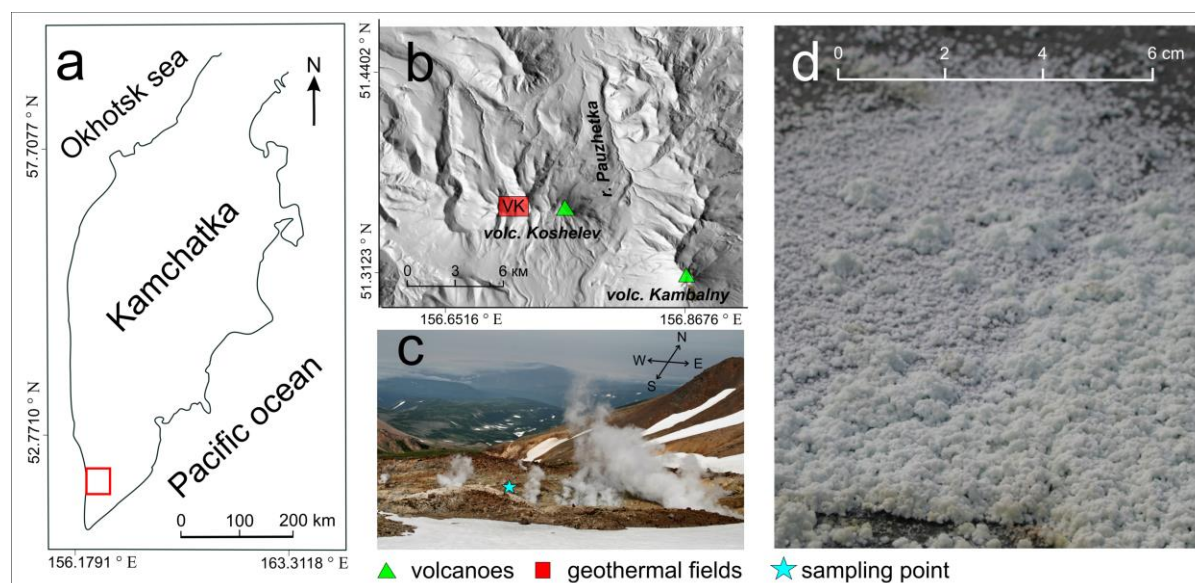 a
N
Okhotsk sea
57.7077 ° N
Kamchatka
52.7710 ° N
Pacific ocean
0 100 200 km
156.1791 ° E
163.3118 ° E
b
51.4402 ° N
r. Pauzhetka
VK
volc. Koshelev
51.3123 ° N
0 3 6 км
volc. Kambalny
156.6516 ° E
156.8676 ° E
c
N
W E
S
d
0 2 4 6 cm
volcanoes
geothermal fields
sampling point